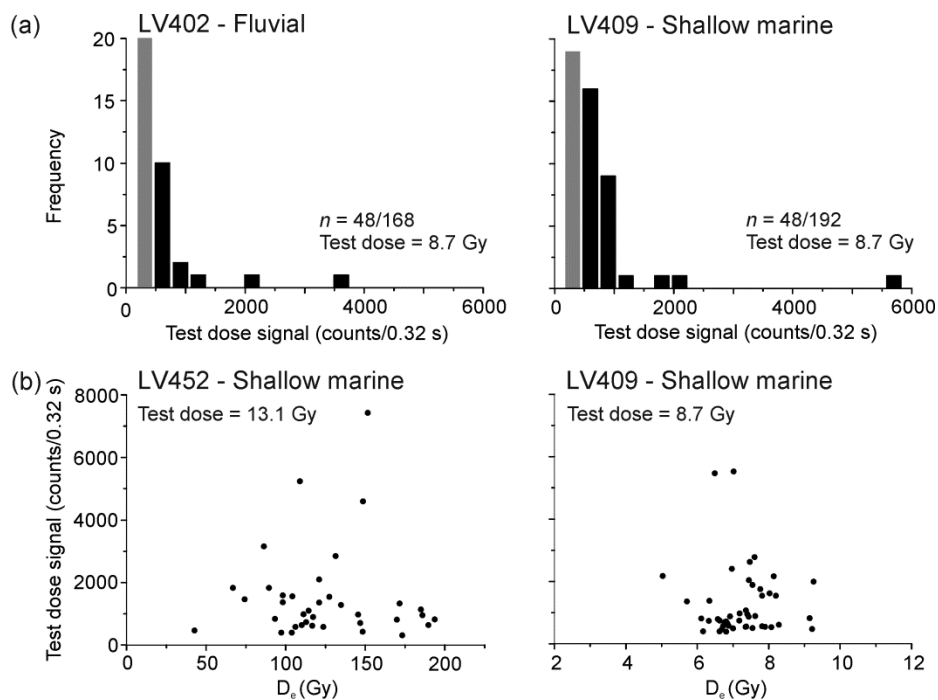 (a)
LV402 - Fluvial
LV409 - Shallow marine
Frequency
20
15
10
5
0
n = 48/168
Test dose = 8.7 Gy
n = 48/192
Test dose = 8.7 Gy
0 2000 4000 6000
0 2000 4000 6000
Test dose signal (counts/0.32 s)
Test dose signal (counts/0.32 s)
(b)
LV452 - Shallow marine
LV409 - Shallow marine
Test dose signal (counts/0.32 s)
8000
6000
4000
2000
0
Test dose = 13.1 Gy
Test dose = 8.7 Gy
0 50 100 150 200
2 4 6 8 10 12
De (Gy)
De (Gy)